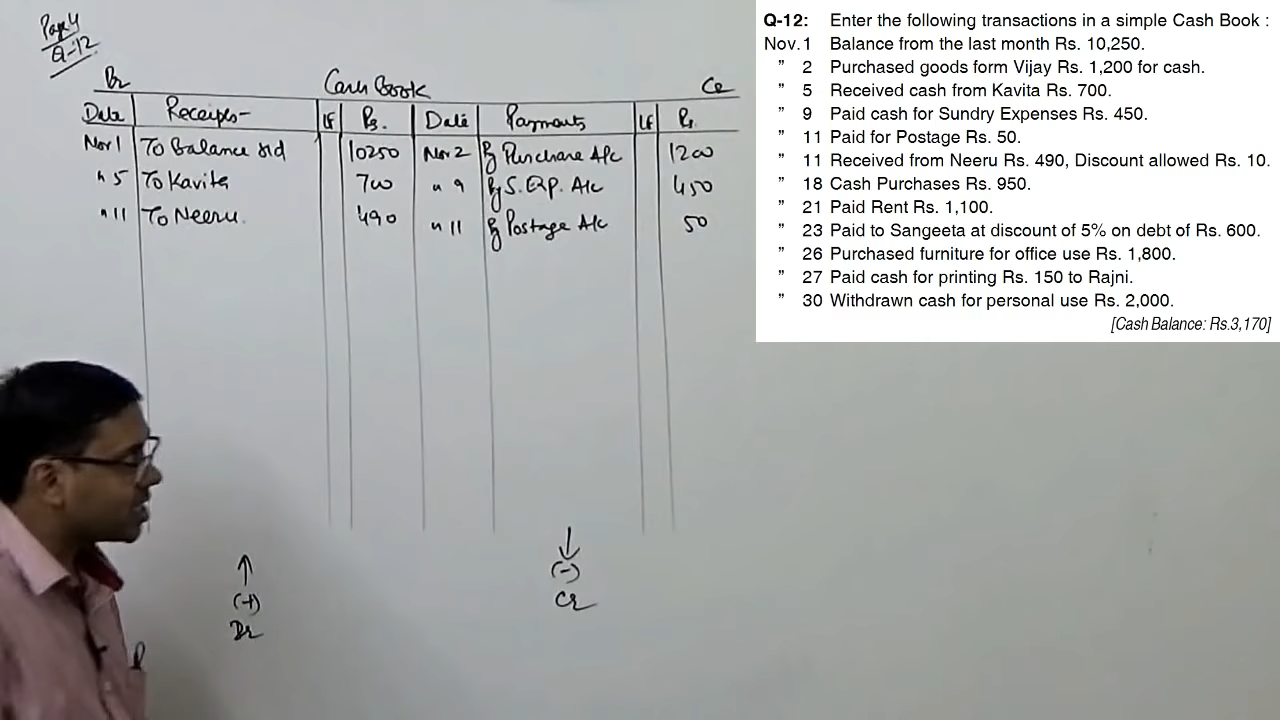 Page 4
Q-12
Dr Cash Book Cr
Date Receipts LF Rs. Date Payments LF Rs.
Nov 1 To Balance b/d 10250 Nov 2 By Purchase A/c 1200
" 5 To Kavita 700 " 9 By S. Exp. A/c 450
" 11 To Neeru. 490 " 11 By Postage A/c 50
↑ ↓
(+) (-)
Dr Cr
Q-12: Enter the following transactions in a simple Cash Book :
Nov. 1 Balance from the last month Rs. 10,250.
" 2 Purchased goods form Vijay Rs. 1,200 for cash.
" 5 Received cash from Kavita Rs. 700.
" 9 Paid cash for Sundry Expenses Rs. 450.
" 11 Paid for Postage Rs. 50.
" 11 Received from Neeru Rs. 490, Discount allowed Rs. 10.
" 18 Cash Purchases Rs. 950.
" 21 Paid Rent Rs. 1,100.
" 23 Paid to Sangeeta at discount of 5% on debt of Rs. 600.
" 26 Purchased furniture for office use Rs. 1,800.
" 27 Paid cash for printing Rs. 150 to Rajni.
" 30 Withdrawn cash for personal use Rs. 2,000.
[Cash Balance: Rs.3,170]